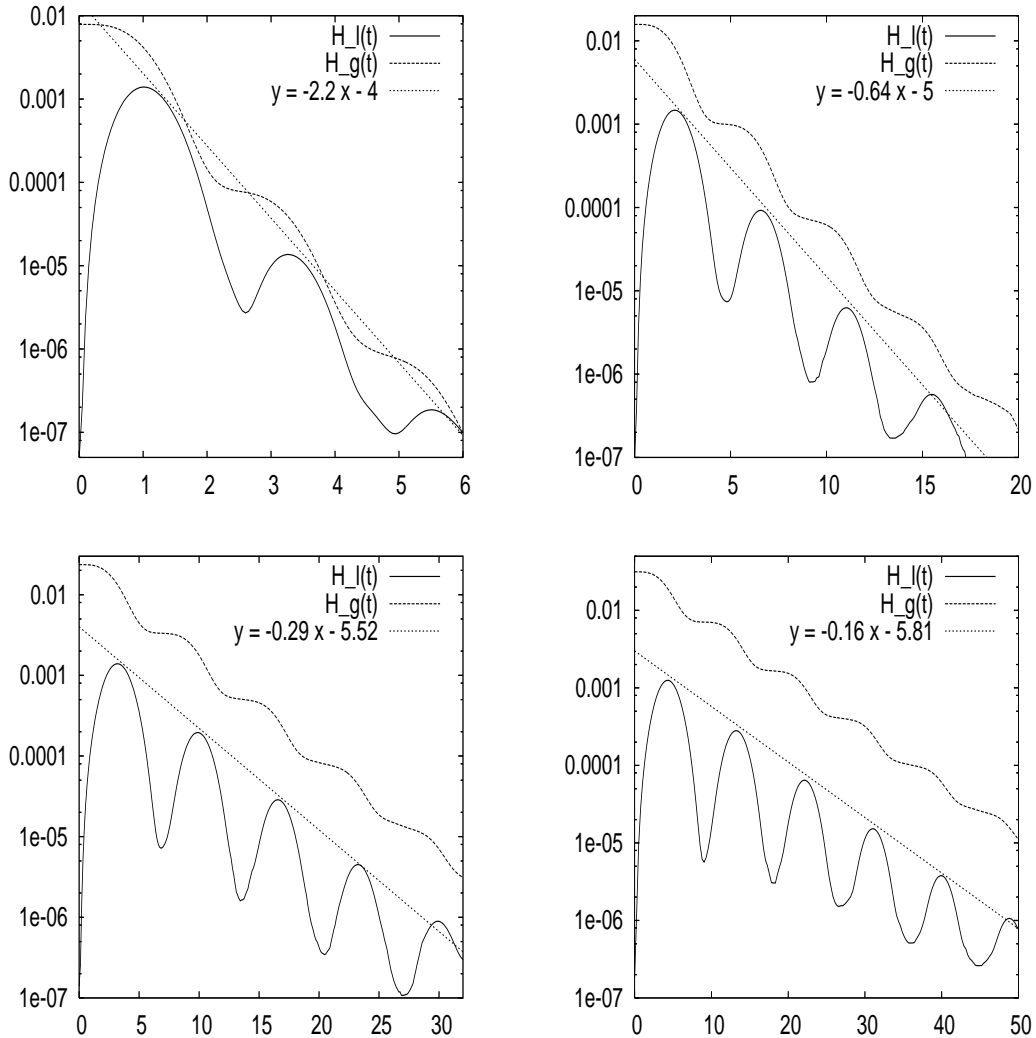 0.01
0.001
0.0001
1e-05
1e-06
1e-07
0 1 2 3 4 5 6
H_l(t)
H_g(t)
y = -2.2 x - 4
0.01
0.001
0.0001
1e-05
1e-06
1e-07
0 5 10 15 20
H_l(t)
H_g(t)
y = -0.64 x - 5
0.01
0.001
0.0001
1e-05
1e-06
1e-07
0 5 10 15 20 25 30
H_l(t)
H_g(t)
y = -0.29 x - 5.52
0.01
0.001
0.0001
1e-05
1e-06
1e-07
0 10 20 30 40 50
H_l(t)
H_g(t)
y = -0.16 x - 5.81